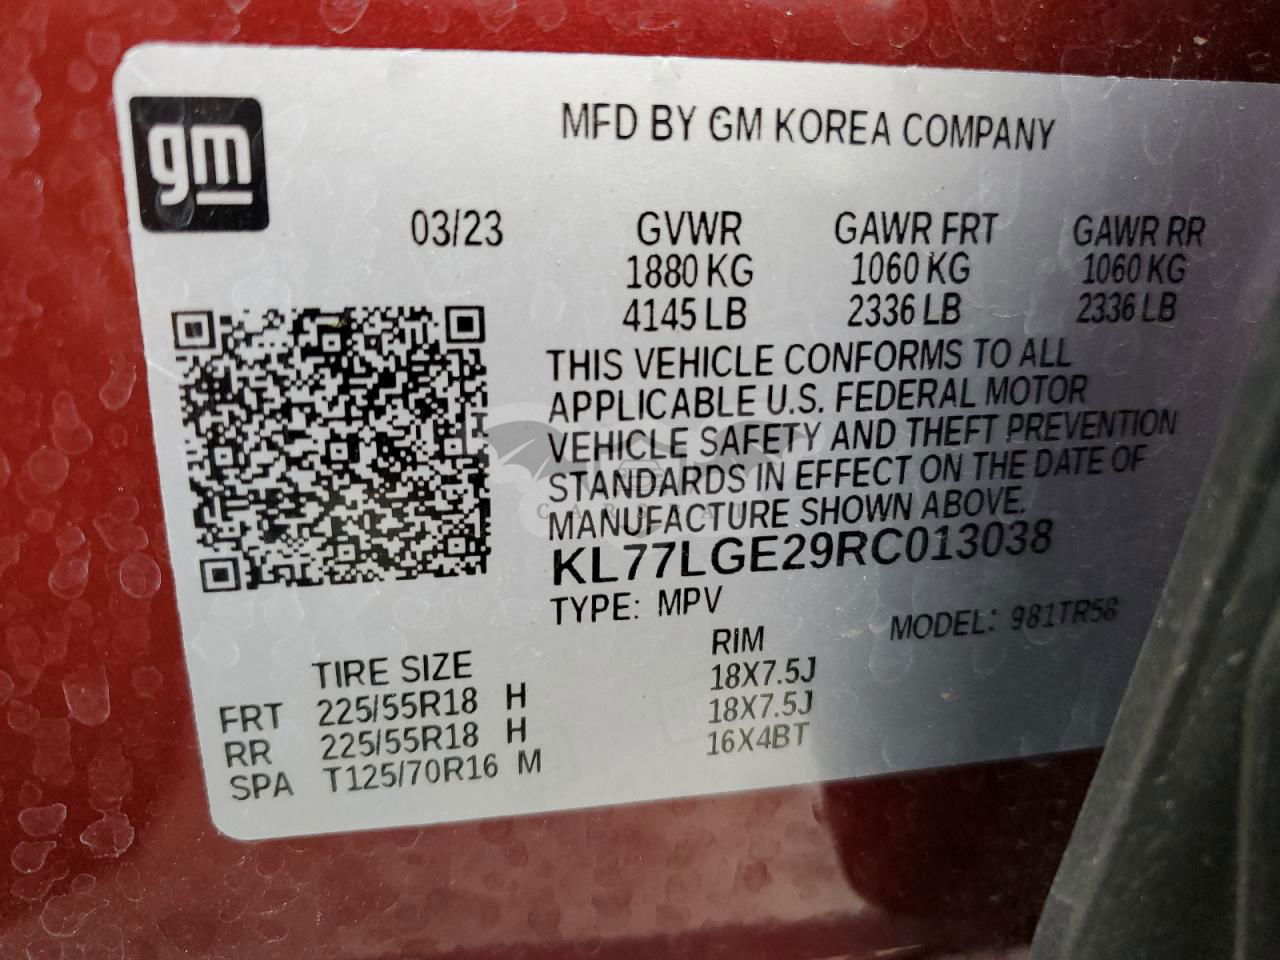 gm
MFD BY GM KOREA COMPANY
03/23 GVWR GAWR FRT GAWR RR
1880 KG 1060 KG 1060 KG
4145 LB 2336 LB 2336 LB
THIS VEHICLE CONFORMS TO ALL
APPLICABLE U.S. FEDERAL MOTOR
VEHICLE SAFETY AND THEFT PREVENTION
STANDARDS IN EFFECT ON THE DATE OF
MANUFACTURE SHOWN ABOVE.
KL77LGE29RC013038
TYPE: MPV MODEL: 981TR58
TIRE SIZE RIM
FRT 225/55R18 H 18X7.5J
RR 225/55R18 H 18X7.5J
SPA T125/70R16 M 16X4BT